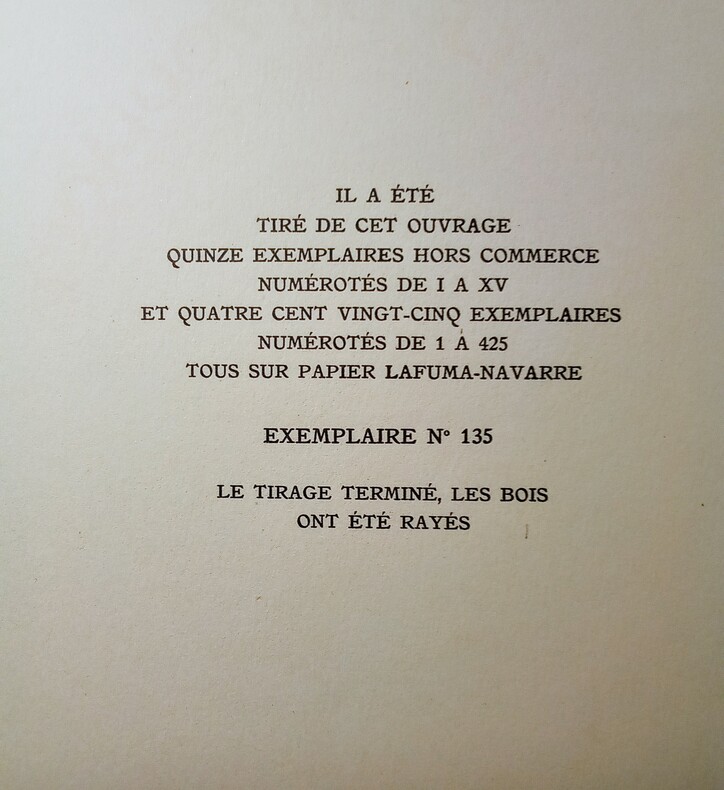 IL A ÉTÉ
TIRÉ DE CET OUVRAGE
QUINZE EXEMPLAIRES HORS COMMERCE
NUMÉROTÉS DE I A XV
ET QUATRE CENT VINGT-CINQ EXEMPLAIRES
NUMÉROTÉS DE 1 A 425
TOUS SUR PAPIER LAFUMA-NAVARRE
EXEMPLAIRE Nº 135
LE TIRAGE TERMINÉ, LES BOIS
ONT ÉTÉ RAYÉS